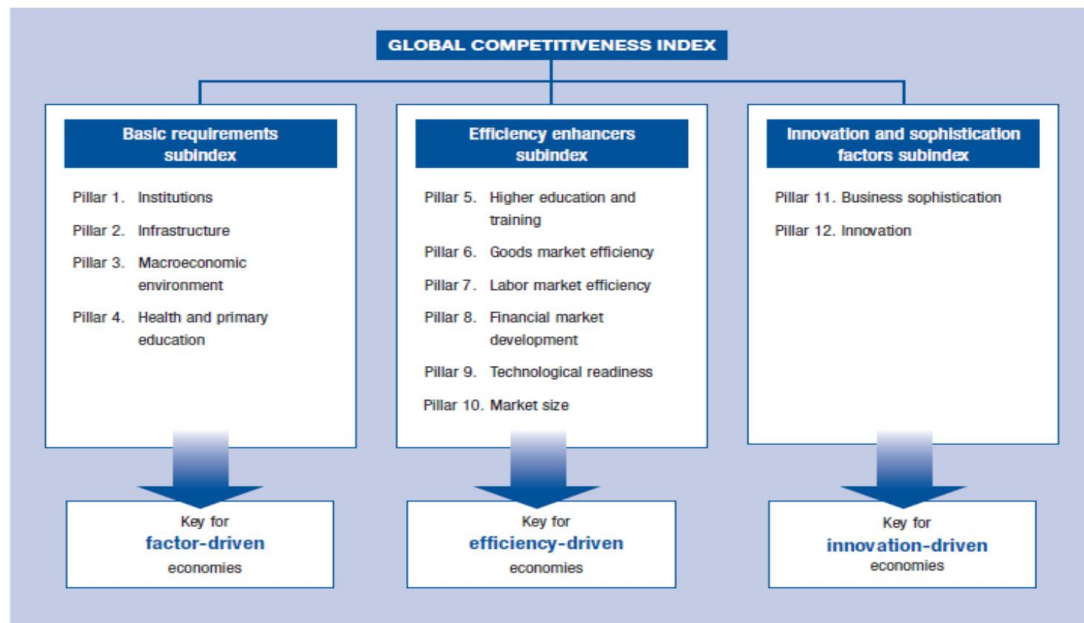 GLOBAL COMPETITIVENESS INDEX
Basic requirements
subindex
Pillar 1. Institutions
Pillar 2. Infrastructure
Pillar 3. Macroeconomic
environment
Pillar 4. Health and primary
education
Key for
factor-driven
economies
Efficiency enhancers
subindex
Pillar 5. Higher education and
training
Pillar 6. Goods market efficiency
Pillar 7. Labor market efficiency
Pillar 8. Financial market
development
Pillar 9. Technological readiness
Pillar 10. Market size
Key for
efficiency-driven
economies
Innovation and sophistication
factors subindex
Pillar 11. Business sophistication
Pillar 12. Innovation
Key for
innovation-driven
economies